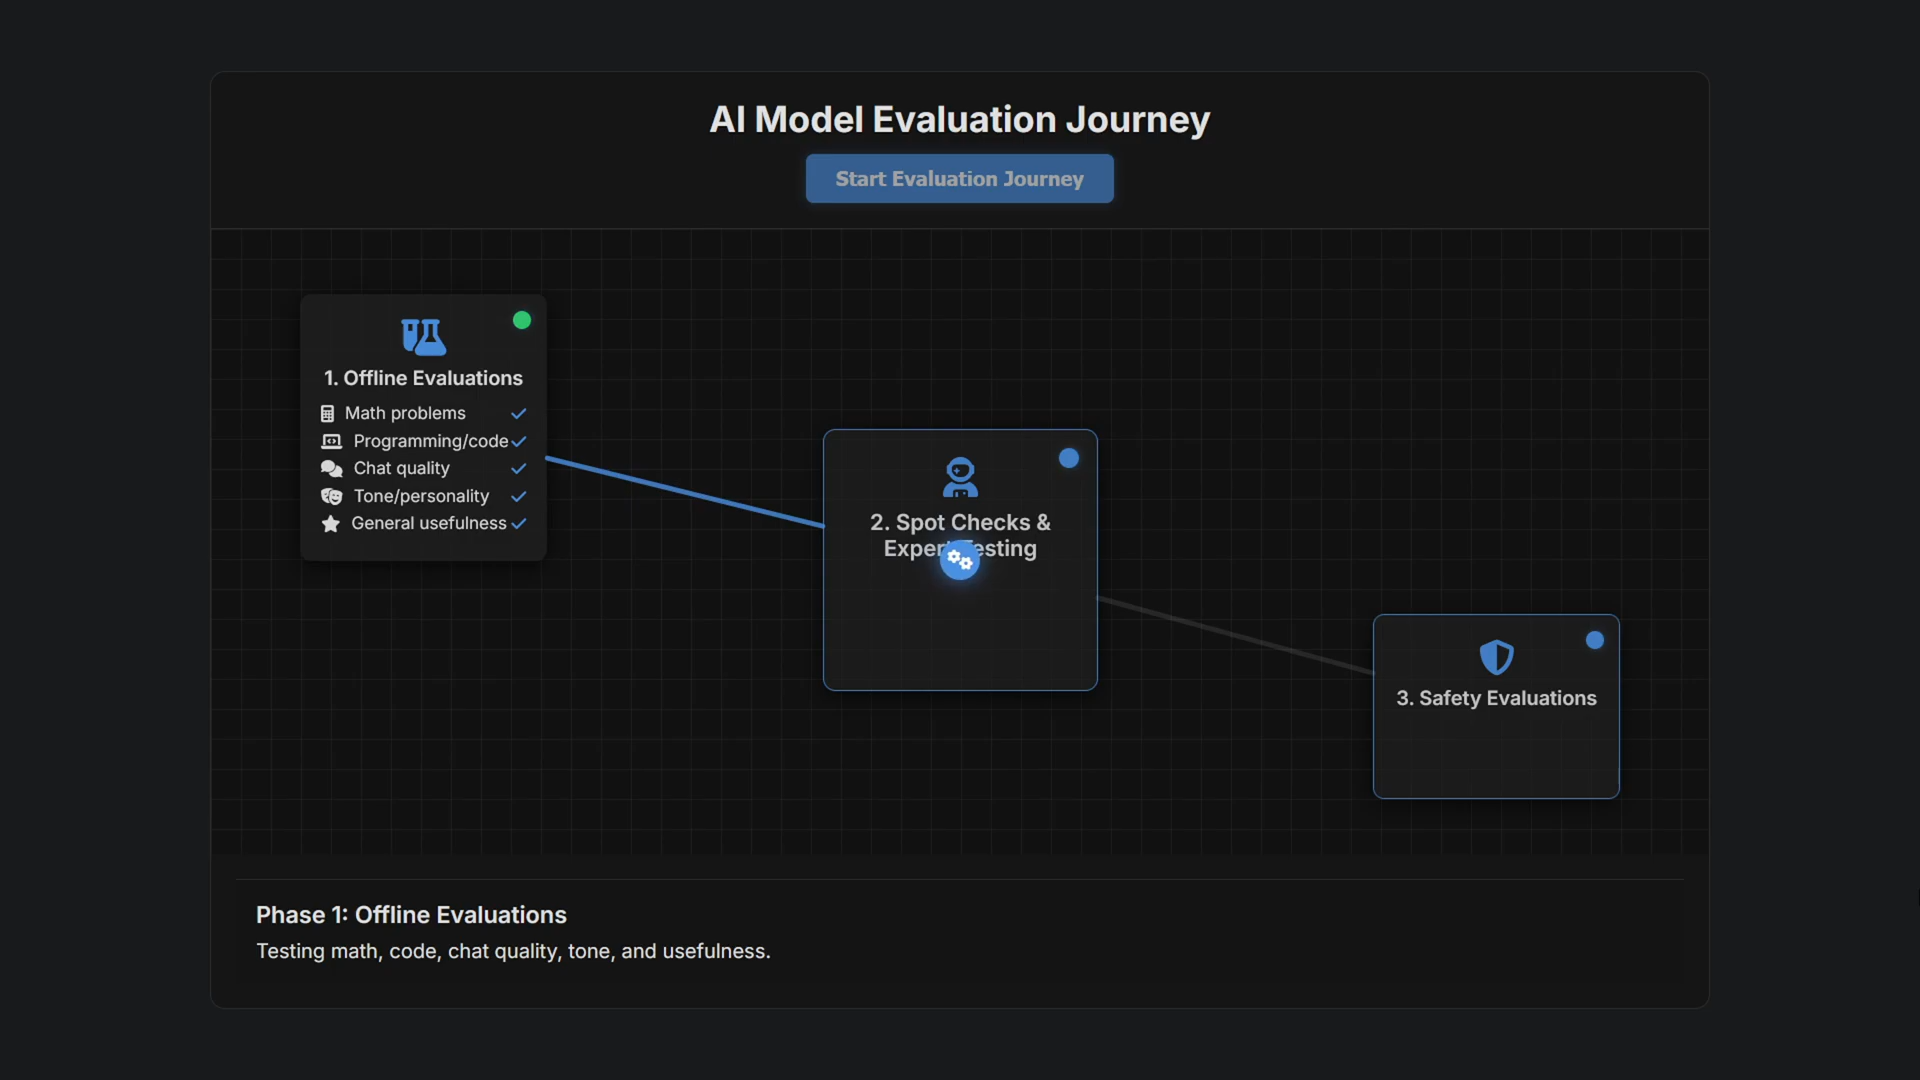 AI Model Evaluation Journey
Start Evaluation Journey
1. Offline Evaluations
Math problems
Programming/code
Chat quality
Tone/personality
General usefulness
2. Spot Checks &
Expert Testing
3. Safety Evaluations
Phase 1: Offline Evaluations
Testing math, code, chat quality, tone, and usefulness.